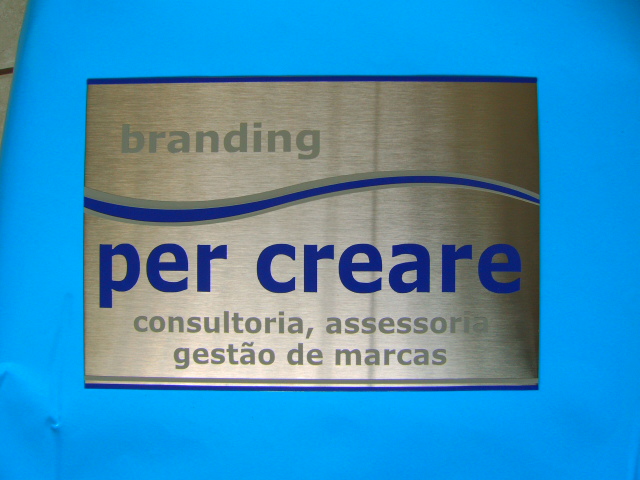 branding
per creare
consultoria, assessoria
gestão de marcas